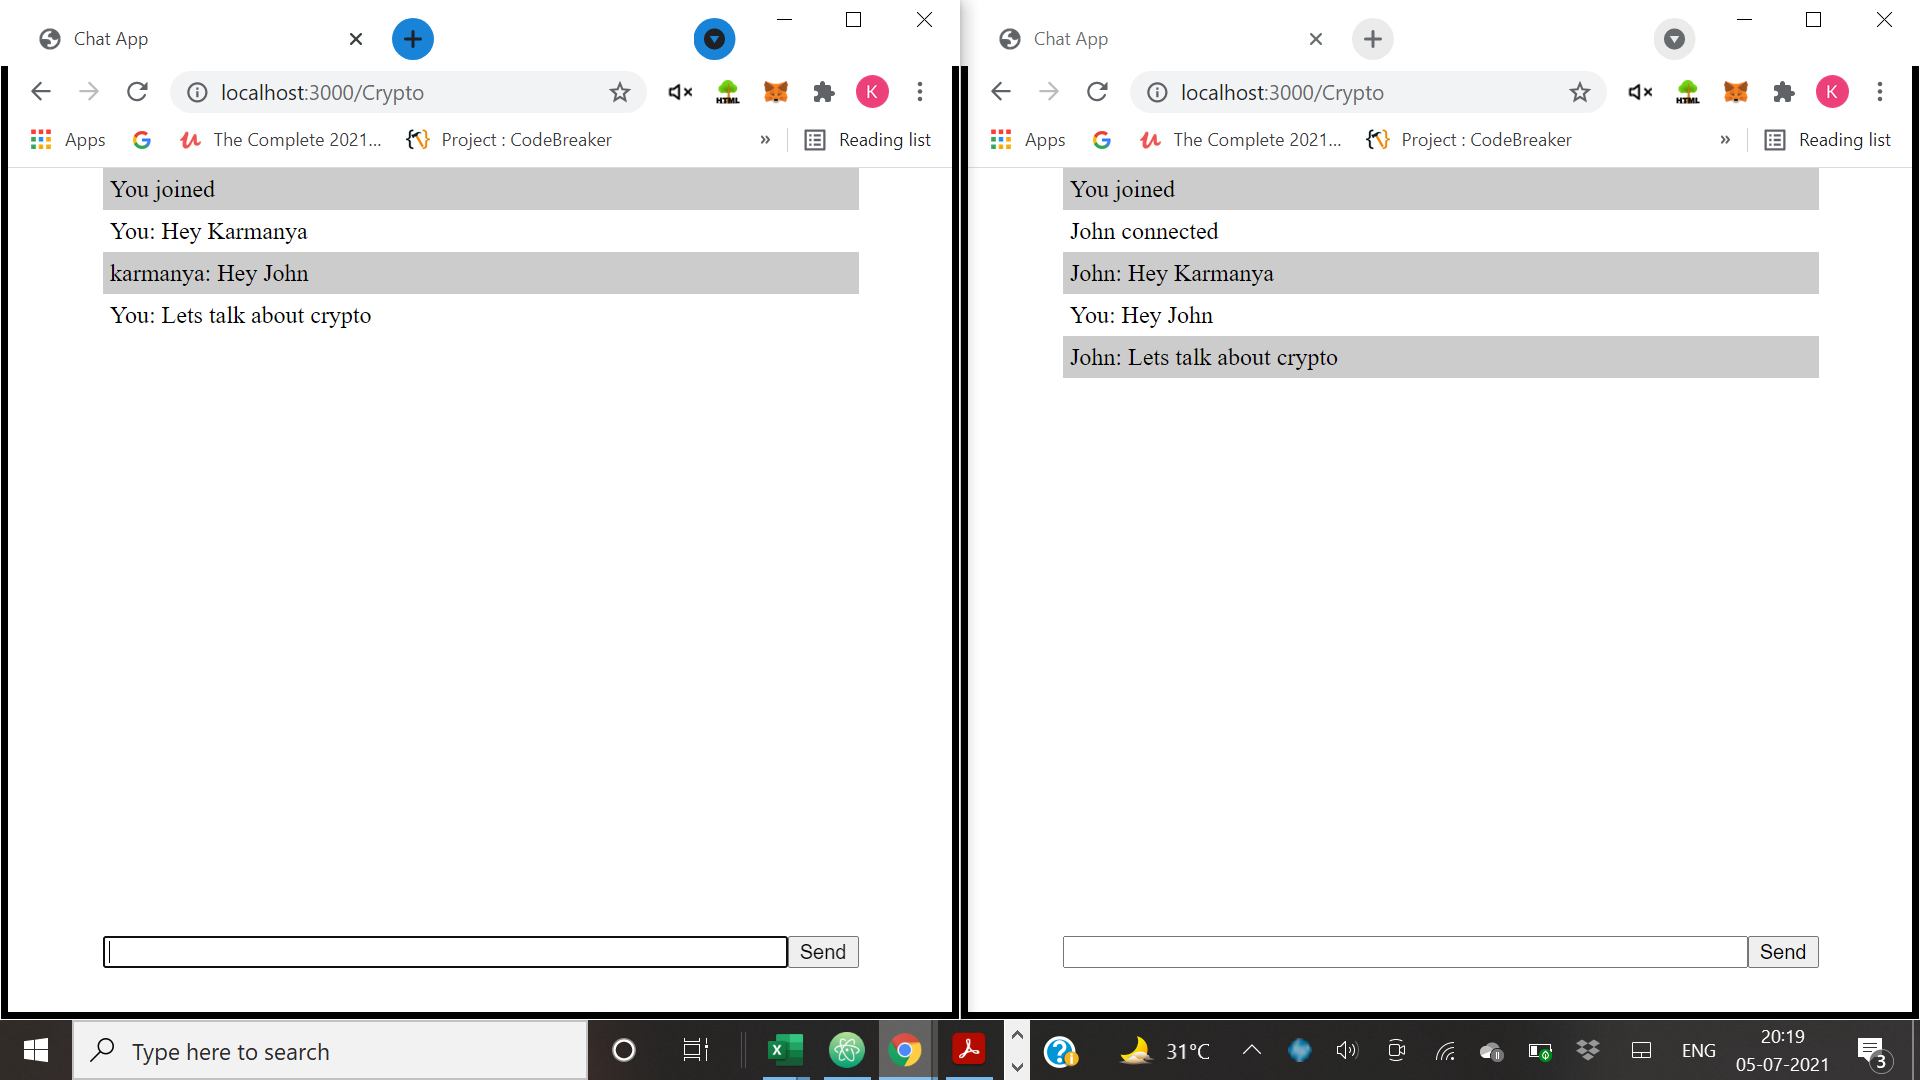 Chat App
localhost:3000/Crypto
HTML
K
Apps
The Complete 2021...
Project : CodeBreaker
»
Reading list
You joined
You: Hey Karmanya
karmanya: Hey John
You: Lets talk about crypto
Send
Chat App
localhost:3000/Crypto
HTML
K
Apps
The Complete 2021...
Project : CodeBreaker
»
Reading list
You joined
John connected
John: Hey Karmanya
You: Hey John
John: Lets talk about crypto
Send
Type here to search
31°C
ENG
20:19
05-07-2021
3